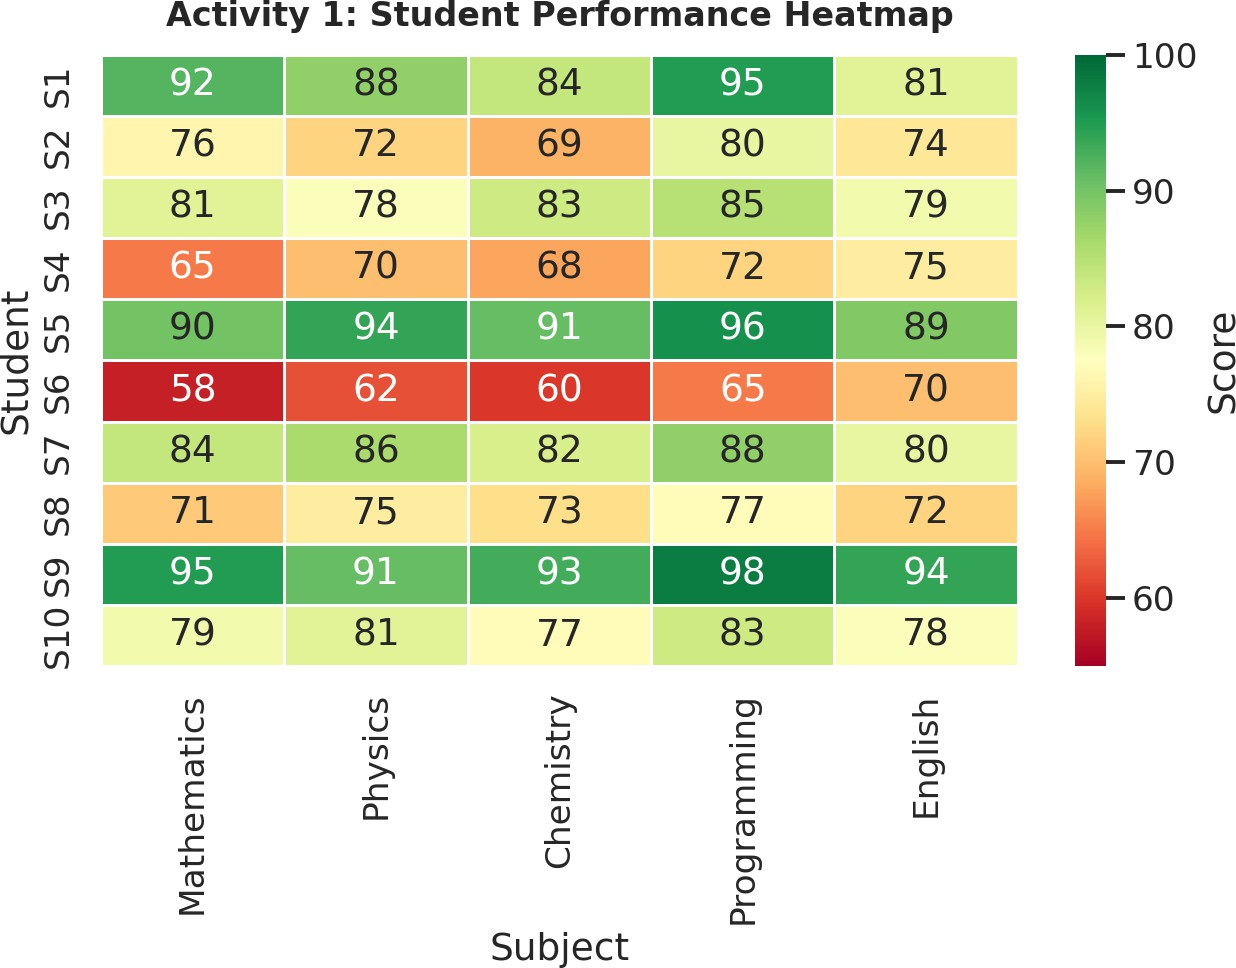 Activity 1: Student Performance Heatmap
S1 92 88 84 95 81
S2 76 72 69 80 74
S3 81 78 83 85 79
S4 65 70 68 72 75
S5 90 94 91 96 89
S6 58 62 60 65 70
S7 84 86 82 88 80
S8 71 75 73 77 72
S9 95 91 93 98 94
S10 79 81 77 83 78
Student
Mathematics Physics Chemistry Programming English
Subject
100
90
80
70
60
Score